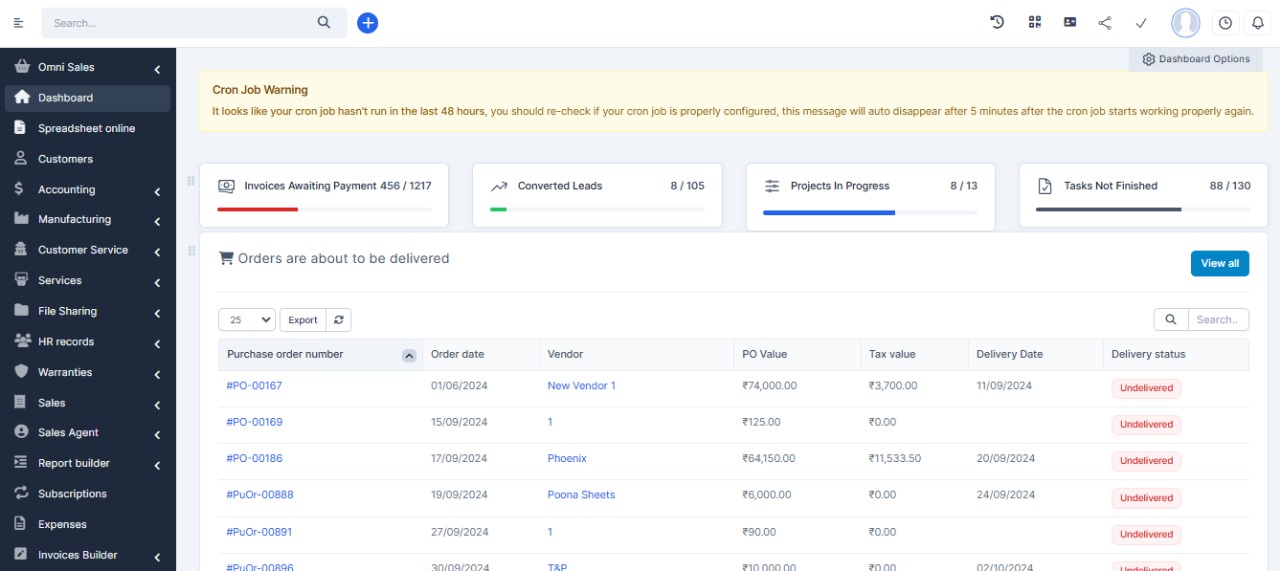 Search...
Dashboard Options
Omni Sales
Dashboard
Spreadsheet online
Customers
Accounting
Manufacturing
Customer Service
Services
File Sharing
HR records
Warranties
Sales
Sales Agent
Report builder
Subscriptions
Expenses
Invoices Builder
Cron Job Warning
It looks like your cron job hasn't run in the last 48 hours, you should re-check if your cron job is properly configured, this message will auto disappear after 5 minutes after the cron job starts working properly again.
Invoices Awaiting Payment 456 / 1217
Converted Leads 8 / 105
Projects In Progress 8 / 13
Tasks Not Finished 88 / 130
Orders are about to be delivered
View all
25 Export Search..
Purchase order number Order date Vendor PO Value Tax value Delivery Date Delivery status
#PO-00167 01/06/2024 New Vendor 1 ₹74,000.00 ₹3,700.00 11/09/2024 Undelivered
#PO-00169 15/09/2024 1 ₹125.00 ₹0.00 Undelivered
#PO-00186 17/09/2024 Phoenix ₹64,150.00 ₹11,533.50 20/09/2024 Undelivered
#PuOr-00888 19/09/2024 Poona Sheets ₹6,000.00 ₹0.00 24/09/2024 Undelivered
#PuOr-00891 27/09/2024 1 ₹90.00 ₹0.00 Undelivered
#PuOr-00896 30/09/2024 T&P ₹10,000.00 ₹0.00 02/10/2024 Undelivered